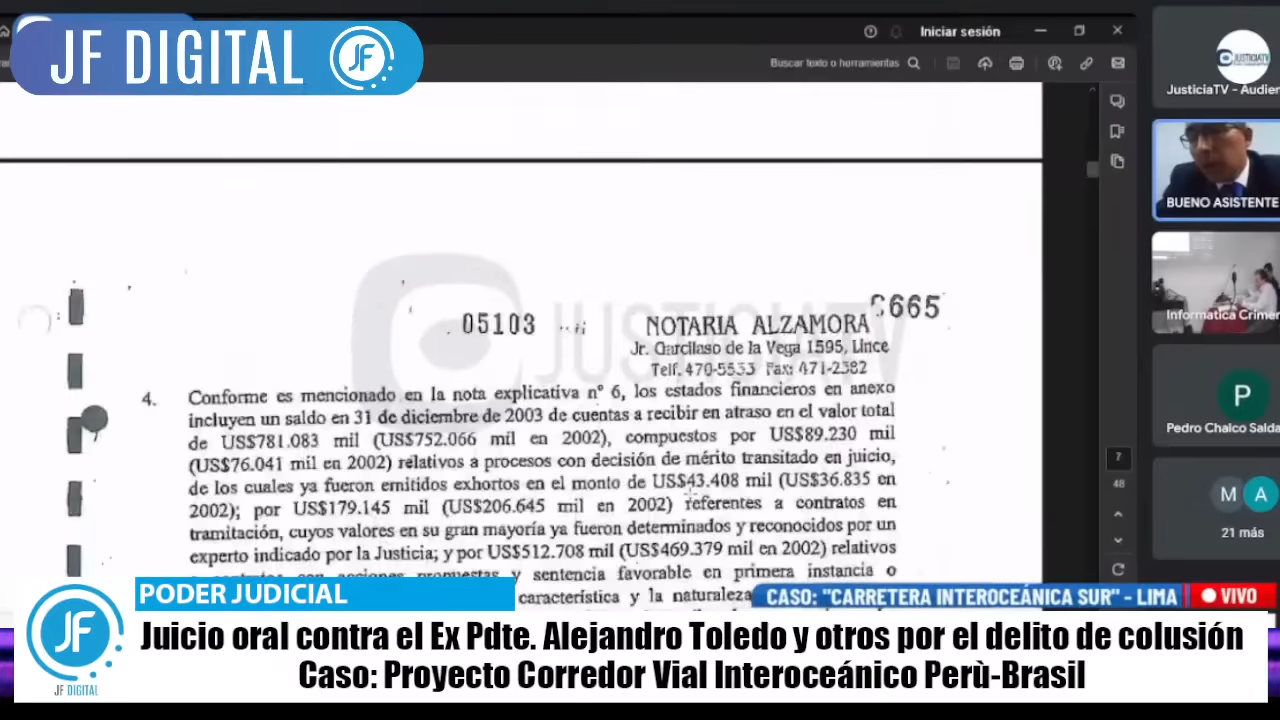 JF DIGITAL
JF
Iniciar sesión
Buscar texto o herramientas
JUSTICIATV
JusticiaTV - Audien
BUENO ASISTENTE
Informatica Crimen
P
Pedro Chalco Salda
M A
21 más
7
48
JUSTICIATV
05103
6665
NOTARIA ALZAMORA
Jr. Garcilaso de la Vega 1595, Lince
Telf. 470-5533 Fax: 471-2382
4. Conforme es mencionado en la nota explicativa nº 6, los estados financieros en anexo
incluyen un saldo en 31 de diciembre de 2003 de cuentas a recibir en atraso en el valor total
de US$781.083 mil (US$752.066 mil en 2002), compuestos por US$89.230 mil
(US$76.041 mil en 2002) relativos a procesos con decisión de mérito transitado en juicio,
de los cuales ya fueron emitidos exhortos en el monto de US$43.408 mil (US$36.835 en
2002); por US$179.145 mil (US$206.645 mil en 2002) referentes a contratos en
tramitación, cuyos valores en su gran mayoría ya fueron determinados y reconocidos por un
experto indicado por la Justicia; y por US$512.708 mil (US$469.379 mil en 2002) relativos
y sentencia favorable en primera instancia o
característica y la naturaleza
PODER JUDICIAL
CASO: "CARRETERA INTEROCEÁNICA SUR" - LIMA
VIVO
JF
JF DIGITAL
Juicio oral contra el Ex Pdte. Alejandro Toledo y otros por el delito de colusión
Caso: Proyecto Corredor Vial Interoceánico Perù-Brasil